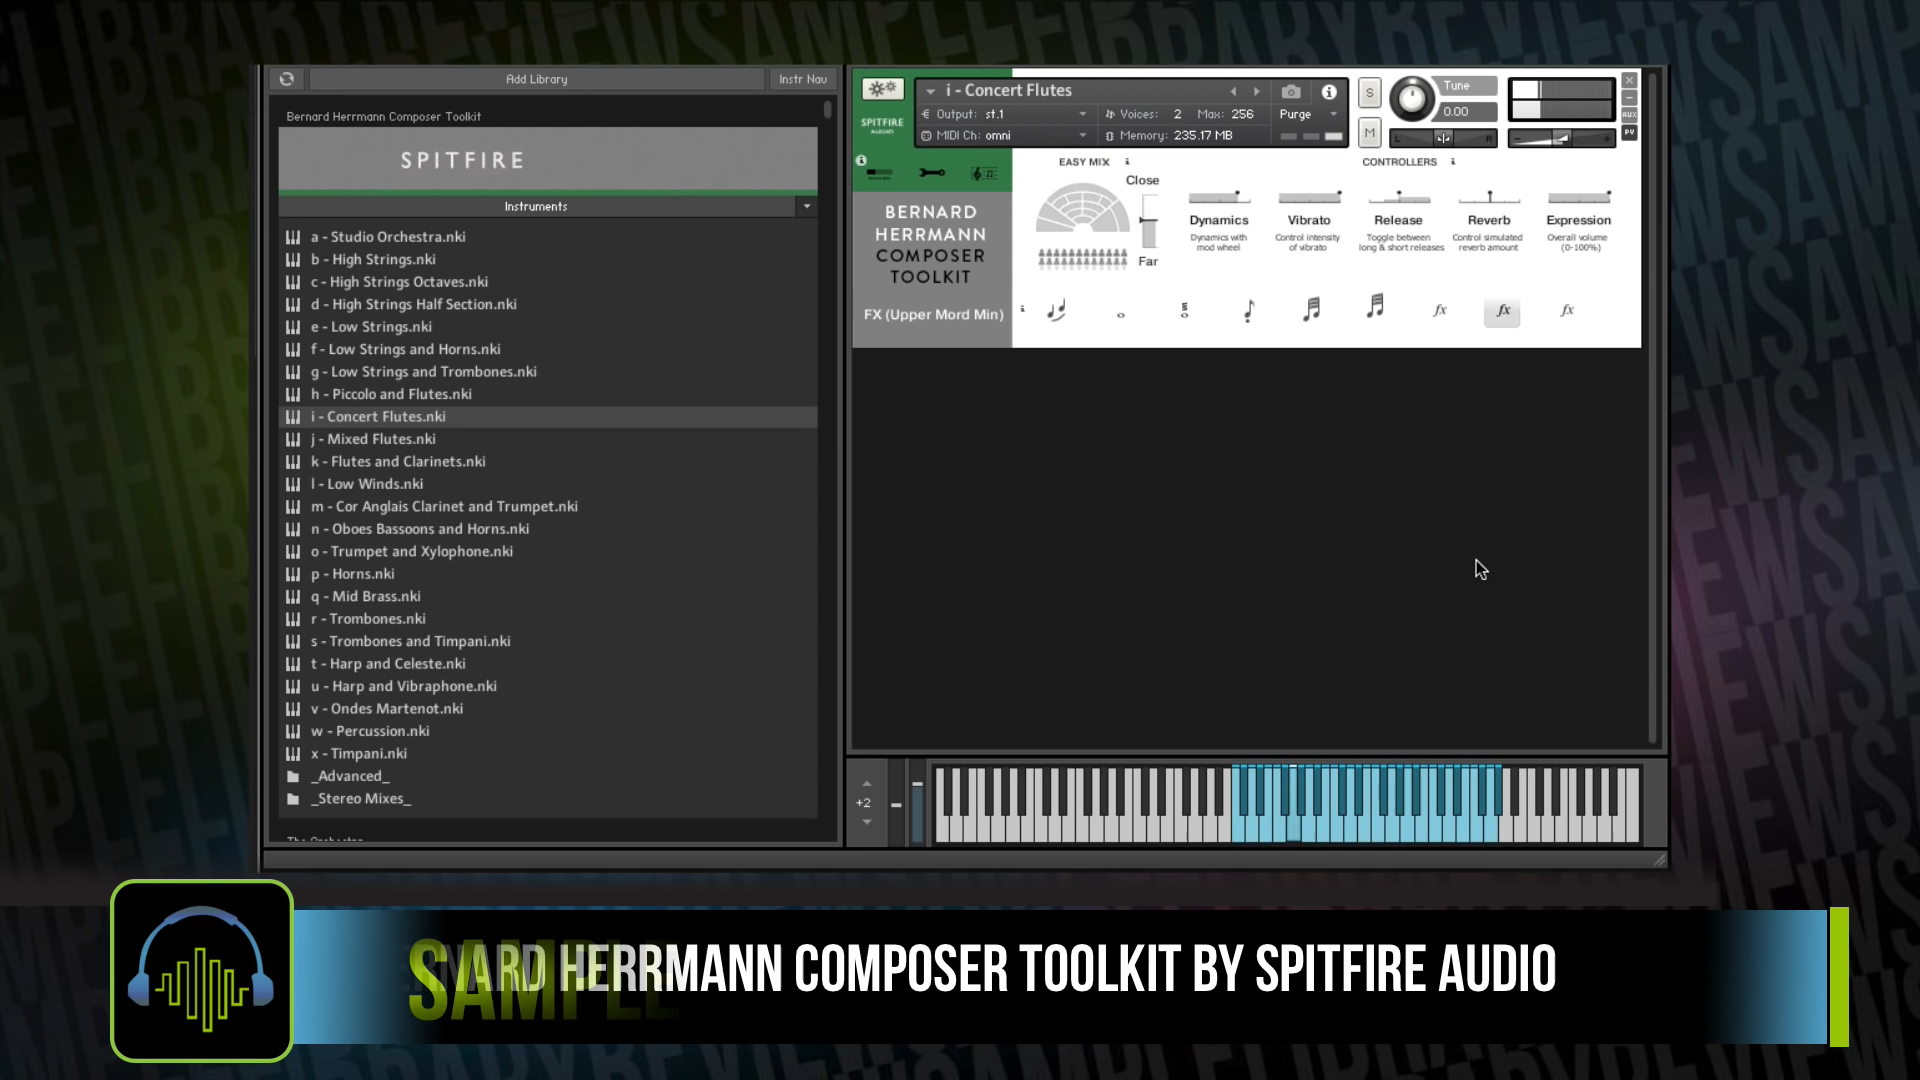 Add Library
Instr Nav
Bernard Herrmann Composer Toolkit
SPITFIRE
Instruments
a - Studio Orchestra.nki
b - High Strings.nki
c - High Strings Octaves.nki
d - High Strings Half Section.nki
e - Low Strings.nki
f - Low Strings and Horns.nki
g - Low Strings and Trombones.nki
h - Piccolo and Flutes.nki
i - Concert Flutes.nki
j - Mixed Flutes.nki
k - Flutes and Clarinets.nki
l - Low Winds.nki
m - Cor Anglais Clarinet and Trumpet.nki
n - Oboes Bassoons and Horns.nki
o - Trumpet and Xylophone.nki
p - Horns.nki
q - Mid Brass.nki
r - Trombones.nki
s - Trombones and Timpani.nki
t - Harp and Celeste.nki
u - Harp and Vibraphone.nki
v - Ondes Martenot.nki
w - Percussion.nki
x - Timpani.nki
_Advanced_
_Stereo Mixes_
SPITFIRE
AUDIO
i - Concert Flutes
Output: st.1
Voices: 2 Max: 256
Purge
MIDI Ch: omni
Memory: 235.17 MB
S
M
Tune
0.00
L R
AUX
PV
BERNARD
HERRMANN
COMPOSER
TOOLKIT
FX (Upper Mord Min)
EASY MIX i
Close
Far
CONTROLLERS i
Dynamics
Dynamics with
mod wheel
Vibrato
Control intensity
of vibrato
Release
Toggle between
long & short releases
Reverb
Control simulated
reverb amount
Expression
Overall volume
(0-100%)
fx
fx
fx
+2
SAMPLE
ARD HERRMANN COMPOSER TOOLKIT BY SPITFIRE AUDIO